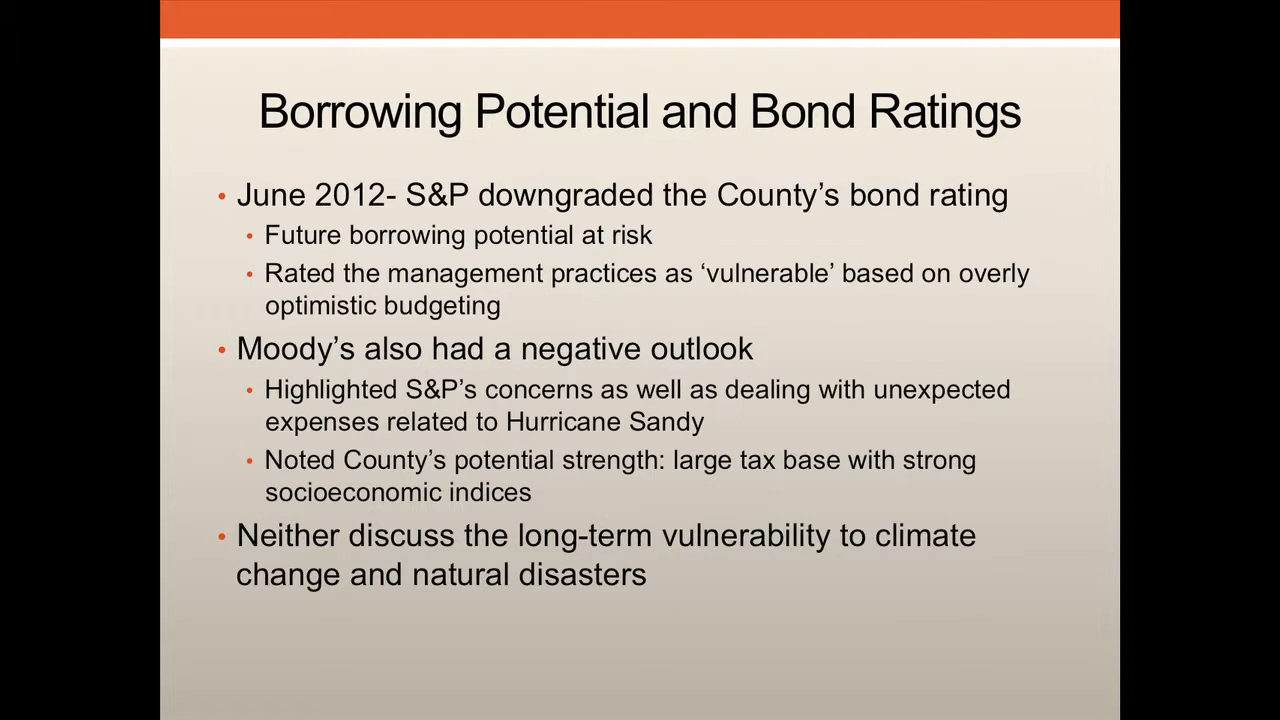 Borrowing Potential and Bond Ratings
• June 2012- S&P downgraded the County’s bond rating
• Future borrowing potential at risk
• Rated the management practices as ‘vulnerable’ based on overly
optimistic budgeting
• Moody’s also had a negative outlook
• Highlighted S&P’s concerns as well as dealing with unexpected
expenses related to Hurricane Sandy
• Noted County’s potential strength: large tax base with strong
socioeconomic indices
• Neither discuss the long-term vulnerability to climate
change and natural disasters